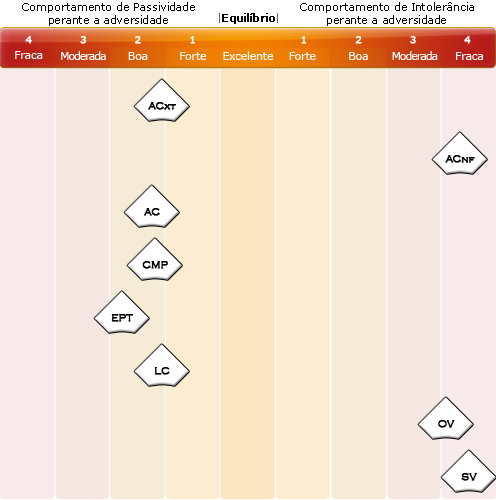 Comportamento de Passividade
perante a adversidade
|Equilíbrio|
Comportamento de Intolerância
perante a adversidade
4 3 2 1 1 2 3 4
Fraca Moderada Boa Forte Excelente Forte Boa Moderada Fraca
ACXT
ACNF
AC
CMP
EPT
LC
OV
SV